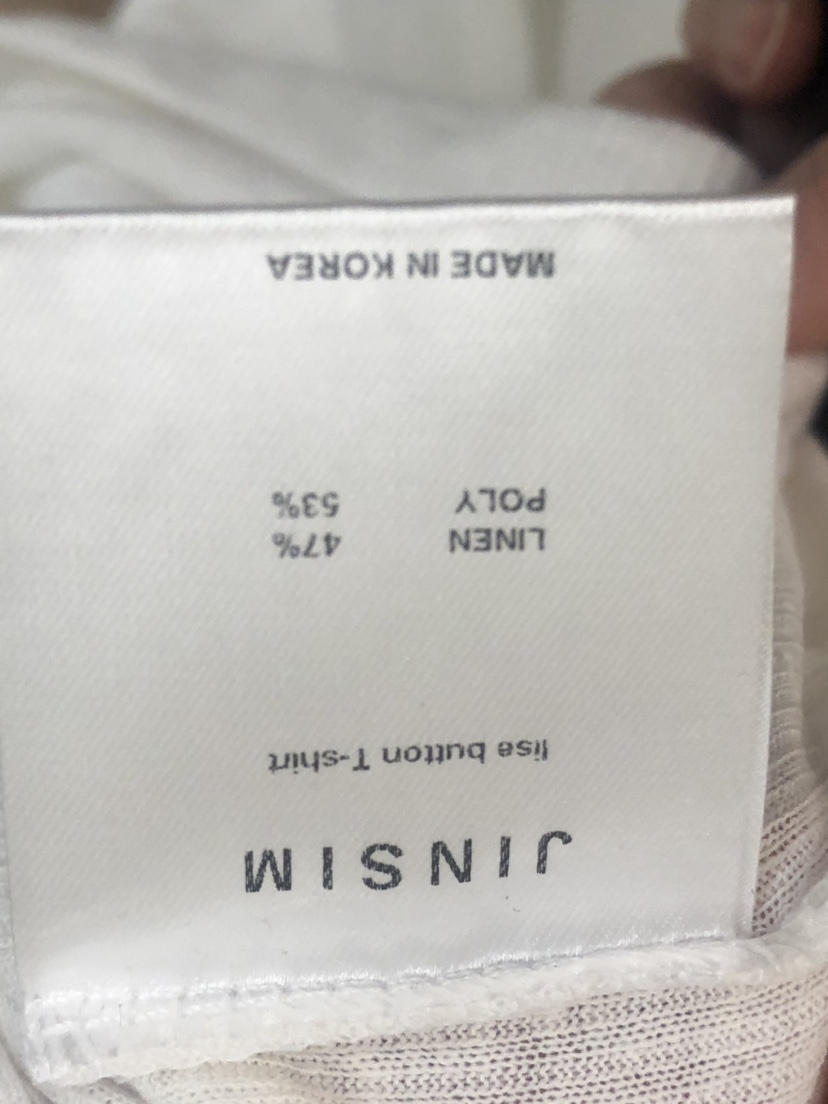 JINSIM
lise button T-shirt
LINEN 47%
POLY 53%
MADE IN KOREA